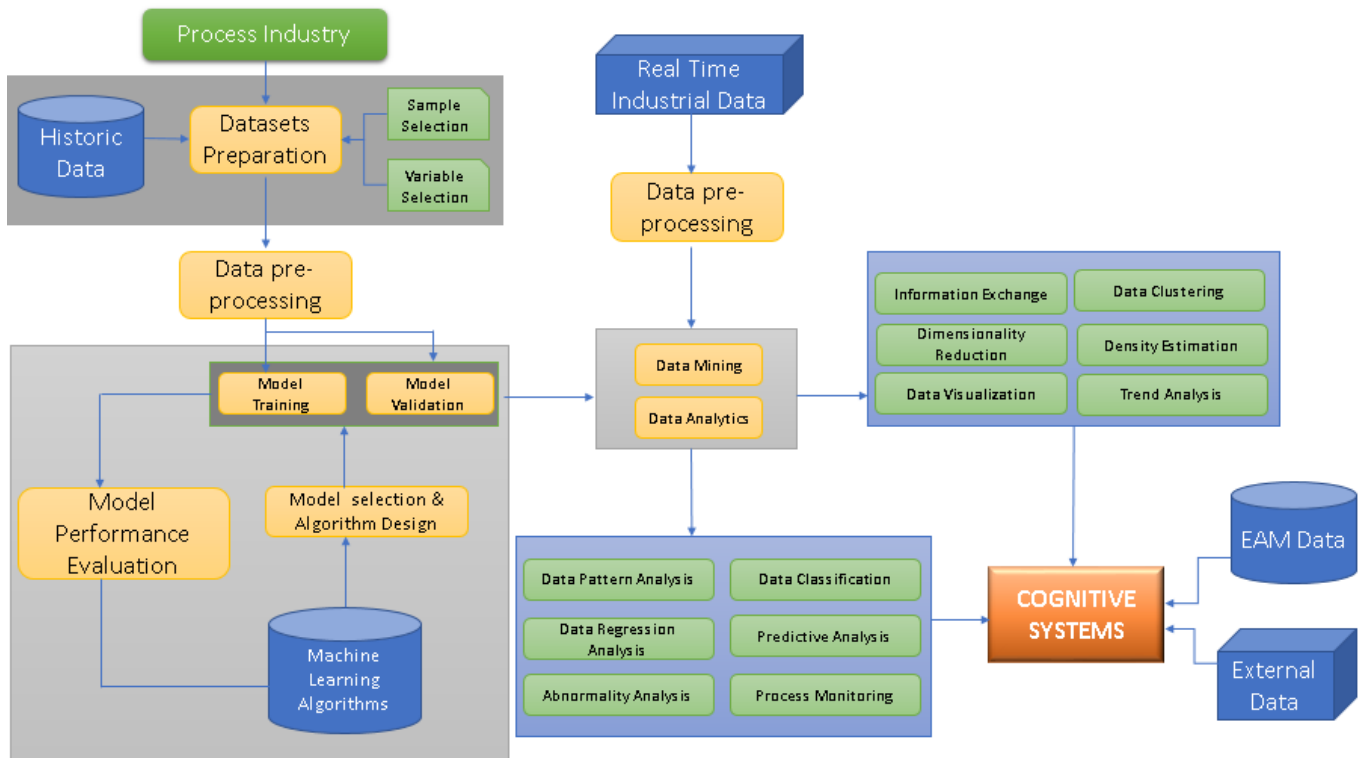 Process Industry
Historic
Data
Datasets
Preparation
Sample
Selection
Variable
Selection
Data pre-
processing
Model
Training
Model
Validation
Model
Performance
Evaluation
Model selection &
Algorithm Design
Machine
Learning
Algorithms
Real Time
Industrial Data
Data pre-
processing
Data Mining
Data Analytics
Information Exchange
Data Clustering
Dimensionality
Reduction
Density Estimation
Data Visualization
Trend Analysis
Data Pattern Analysis
Data Classification
Data Regression
Analysis
Predictive Analysis
Abnormality Analysis
Process Monitoring
COGNITIVE
SYSTEMS
EAM Data
External
Data